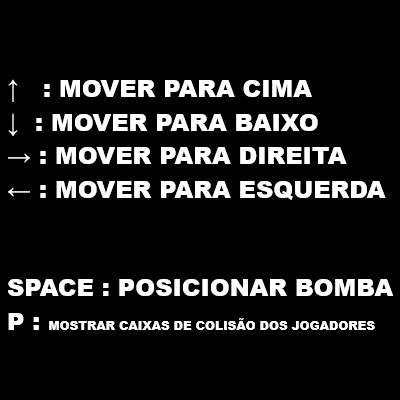 ↑ : MOVER PARA CIMA
↓ : MOVER PARA BAIXO
→ : MOVER PARA DIREITA
← : MOVER PARA ESQUERDA
SPACE : POSICIONAR BOMBA
P : MOSTRAR CAIXAS DE COLISÃO DOS JOGADORES